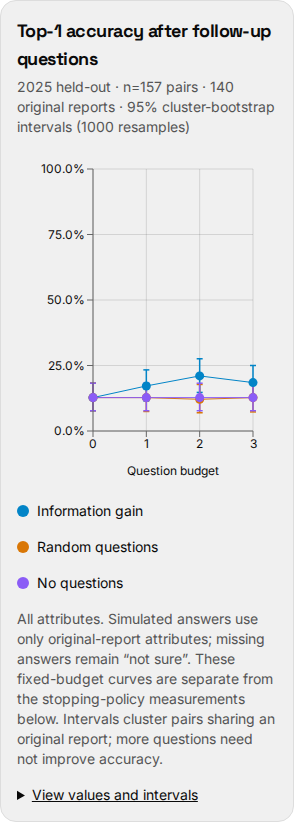 Top-1 accuracy after follow-up
questions
2025 held-out · n=157 pairs · 140
original reports · 95% cluster-bootstrap
intervals (1000 resamples)
100.0%
75.0%
50.0%
25.0%
0.0%
0 1 2 3
Question budget
Information gain
Random questions
No questions
All attributes. Simulated answers use
only original-report attributes; missing
answers remain “not sure”. These
fixed-budget curves are separate from
the stopping-policy measurements
below. Intervals cluster pairs sharing an
original report; more questions need
not improve accuracy.
▶ View values and intervals